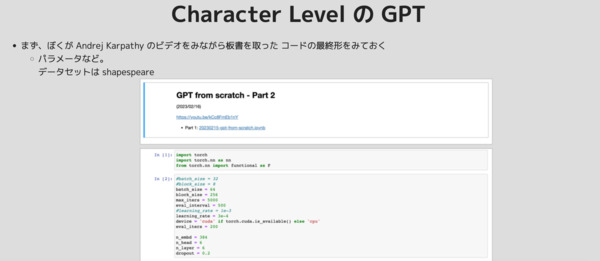 Character Level の GPT
まず、ぼくが Andrej Karpathy のビデオをみながら板書を取った コードの最終形をみておく
パラメータなど。
データセットは shapespeare
GPT from scratch - Part 2
(2023/02/16)
Part 1: 20230215-gpt-from-scratch.ipynb
In [1]: import torch
import torch.nn as nn
from torch.nn import functional as F
In [2]: #batch_size = 32
#block_size = 8
batch_size = 64
block_size = 256
max_iters = 5000
eval_interval = 500
#learning_rate = 1e-3
learning_rate = 3e-4
device = 'cuda' if torch.cuda.is_available() else 'cpu'
eval_iters = 200
n_embd = 384
n_head = 6
n_layer = 6
dropout = 0.2